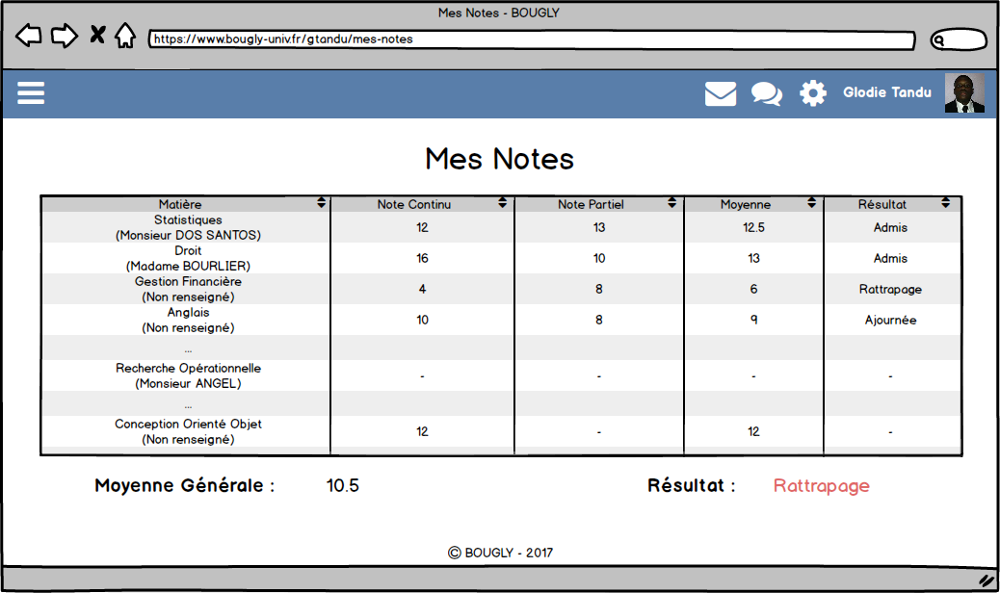 Mes Notes - BOUGLY
https://www.bougly-univ.fr/gtandu/mes-notes
Glodie Tandu
Mes Notes
Matière Note Continu Note Partiel Moyenne Résultat
Statistiques
(Monsieur DOS SANTOS) 12 13 12.5 Admis
Droit
(Madame BOURLIER) 16 10 13 Admis
Gestion Financière
(Non renseigné) 4 8 6 Rattrapage
Anglais
(Non renseigné) 10 8 9 Ajournée
...
Recherche Opérationnelle
(Monsieur ANGEL) - - - -
...
Conception Orienté Objet
(Non renseigné) 12 - 12 -
Moyenne Générale : 10.5 Résultat : Rattrapage
© BOUGLY - 2017